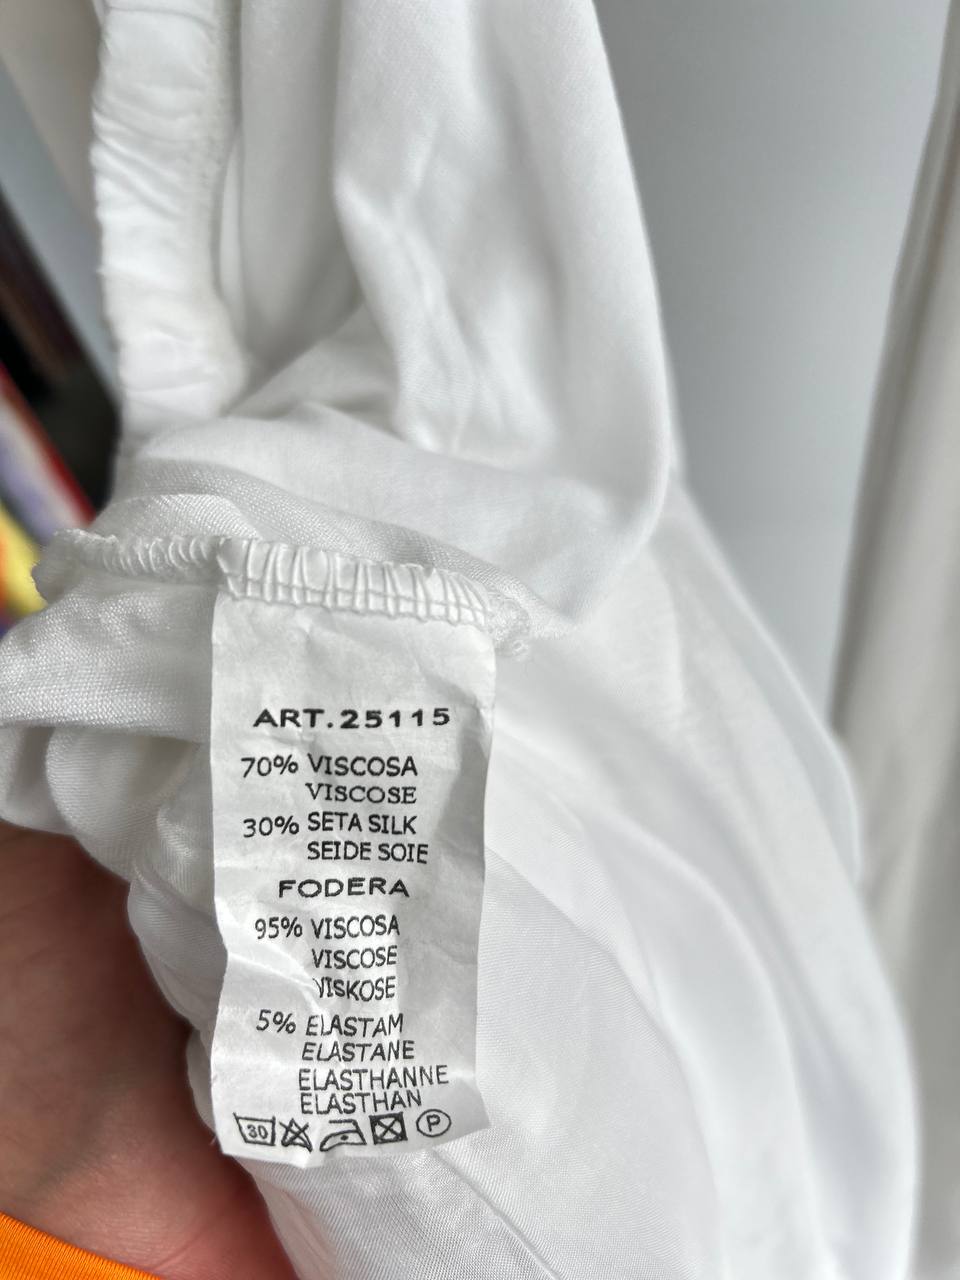 ART.25115
70% VISCOSA
VISCOSE
30% SETA SILK
SEIDE SOIE
FODERA
95% VISCOSA
VISCOSE
VISKOSE
5% ELASTAM
ELASTANE
ELASTHANNE
ELASTHAN
30 P